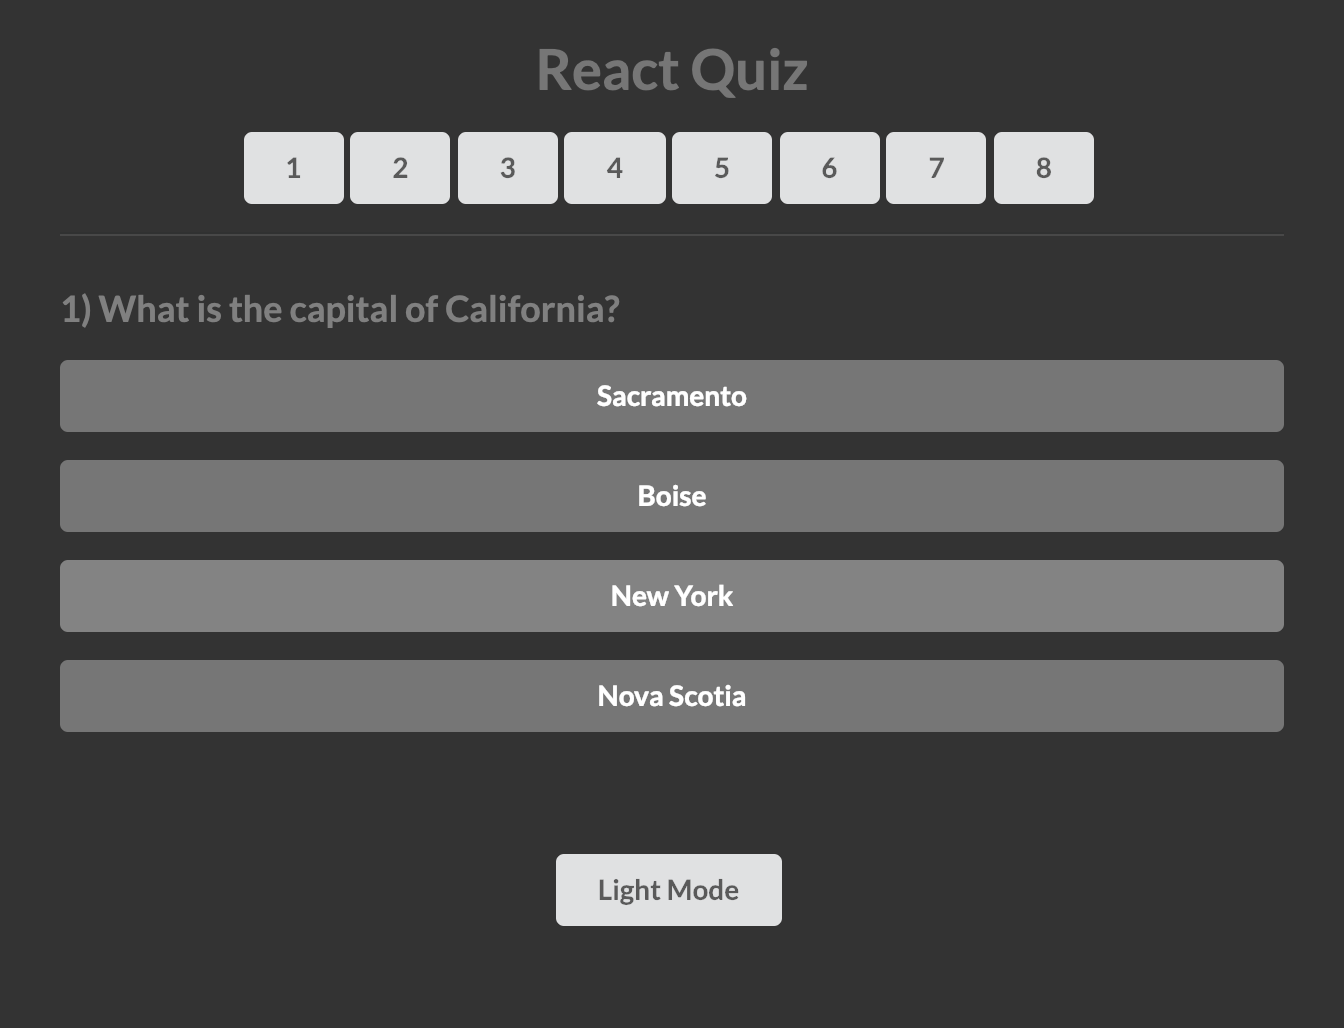 React Quiz
1 2 3 4 5 6 7 8
1) What is the capital of California?
Sacramento
Boise
New York
Nova Scotia
Light Mode